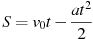 S = v₀t − at²/2